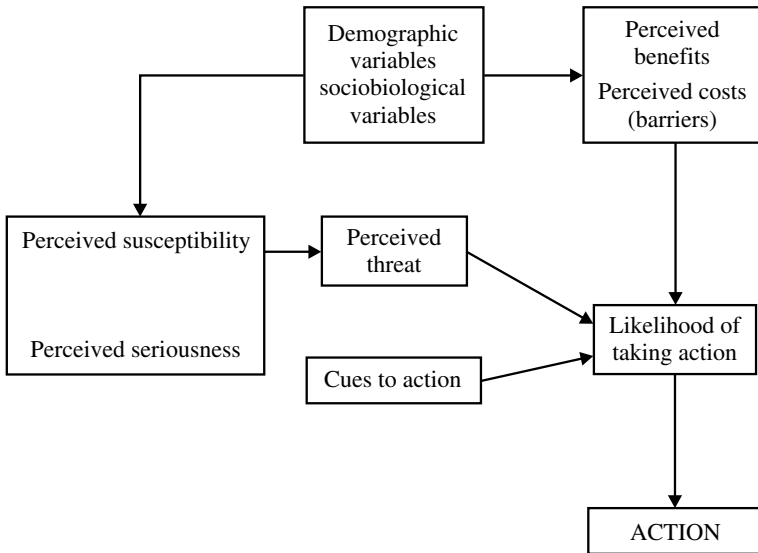 Demographic
variables
sociobiological
variables
Perceived
benefits
Perceived costs
(barriers)
Perceived susceptibility
Perceived seriousness
Perceived
threat
Cues to action
Likelihood of
taking action
ACTION